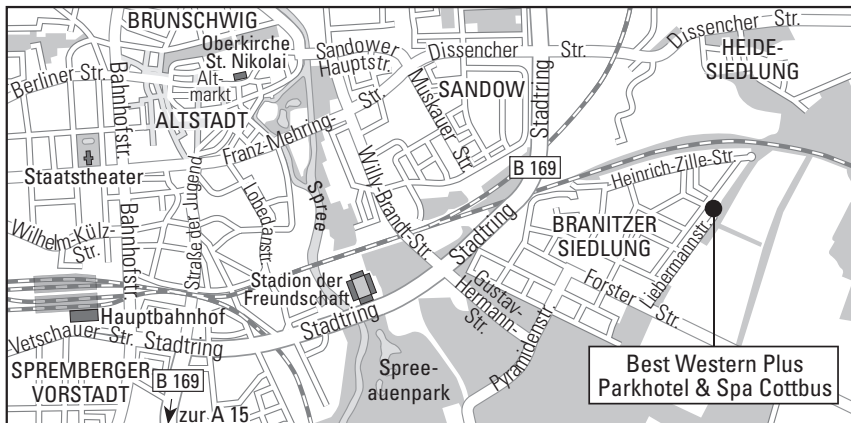 BRUNSCHWIG
Oberkirche
St. Nikolai
Sandower
Hauptstr.
Dissencher Str.
Dissencher Str.
HEIDE-
SIEDLUNG
Berliner Str.
Bahnhofstr.
Alt-
markt
ALTSTADT
Muskauer Str.
SANDOW
Stadtring
Franz-Mehring-
Str.
B 169
Heinrich-Zille-Str.
Staatstheater
Straße der Jugend
Lobedanstr.
Spree
Willy-Brandt-Str.
Stadtring
BRANITZER
SIEDLUNG
Liebermannstr.
Wilhelm-Külz-
Str.
Bahnhofstr.
Stadion der
Freundschaft
Gustav-
Hermann-
Str.
Forster Str.
Hauptbahnhof
Vetschauer Str.
Stadtring
Stadtring
Pyramidenstr.
SPREMBERGER
VORSTADT
B 169
zur A 15
Spree-
auenpark
Best Western Plus
Parkhotel & Spa Cottbus